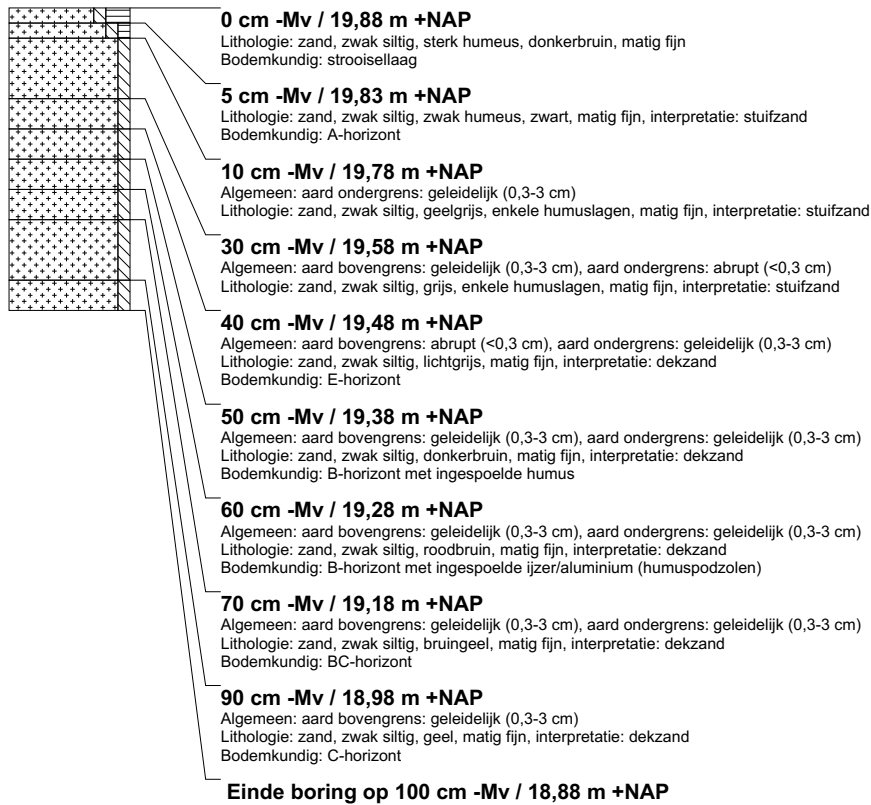 0 cm -Mv / 19,88 m +NAP
Lithologie: zand, zwak siltig, sterk humeus, donkerbruin, matig fijn
Bodemkundig: strooisellaag
5 cm -Mv / 19,83 m +NAP
Lithologie: zand, zwak siltig, zwak humeus, zwart, matig fijn, interpretatie: stuifzand
Bodemkundig: A-horizont
10 cm -Mv / 19,78 m +NAP
Algemeen: aard ondergrens: geleidelijk (0,3-3 cm)
Lithologie: zand, zwak siltig, geelgrijs, enkele humuslagen, matig fijn, interpretatie: stuifzand
30 cm -Mv / 19,58 m +NAP
Algemeen: aard bovengrens: geleidelijk (0,3-3 cm), aard ondergrens: abrupt (<0,3 cm)
Lithologie: zand, zwak siltig, grijs, enkele humuslagen, matig fijn, interpretatie: stuifzand
40 cm -Mv / 19,48 m +NAP
Algemeen: aard bovengrens: abrupt (<0,3 cm), aard ondergrens: geleidelijk (0,3-3 cm)
Lithologie: zand, zwak siltig, lichtgrijs, matig fijn, interpretatie: dekzand
Bodemkundig: E-horizont
50 cm -Mv / 19,38 m +NAP
Algemeen: aard bovengrens: geleidelijk (0,3-3 cm), aard ondergrens: geleidelijk (0,3-3 cm)
Lithologie: zand, zwak siltig, donkerbruin, matig fijn, interpretatie: dekzand
Bodemkundig: B-horizont met ingespoelde humus
60 cm -Mv / 19,28 m +NAP
Algemeen: aard bovengrens: geleidelijk (0,3-3 cm), aard ondergrens: geleidelijk (0,3-3 cm)
Lithologie: zand, zwak siltig, roodbruin, matig fijn, interpretatie: dekzand
Bodemkundig: B-horizont met ingespoelde ijzer/aluminium (humuspodzolen)
70 cm -Mv / 19,18 m +NAP
Algemeen: aard bovengrens: geleidelijk (0,3-3 cm), aard ondergrens: geleidelijk (0,3-3 cm)
Lithologie: zand, zwak siltig, bruingeel, matig fijn, interpretatie: dekzand
Bodemkundig: BC-horizont
90 cm -Mv / 18,98 m +NAP
Algemeen: aard bovengrens: geleidelijk (0,3-3 cm)
Lithologie: zand, zwak siltig, geel, matig fijn, interpretatie: dekzand
Bodemkundig: C-horizont
Einde boring op 100 cm -Mv / 18,88 m +NAP